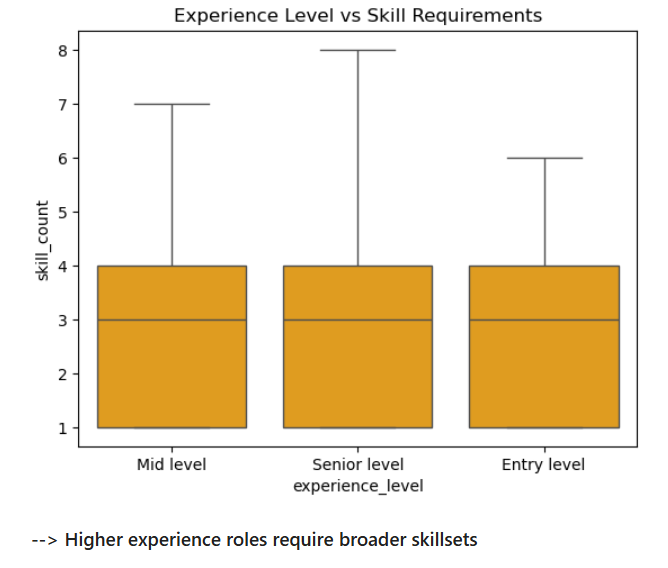 Experience Level vs Skill Requirements
8
7
6
5
4
3
2
1
skill_count
Mid level Senior level Entry level
experience_level
--> Higher experience roles require broader skillsets